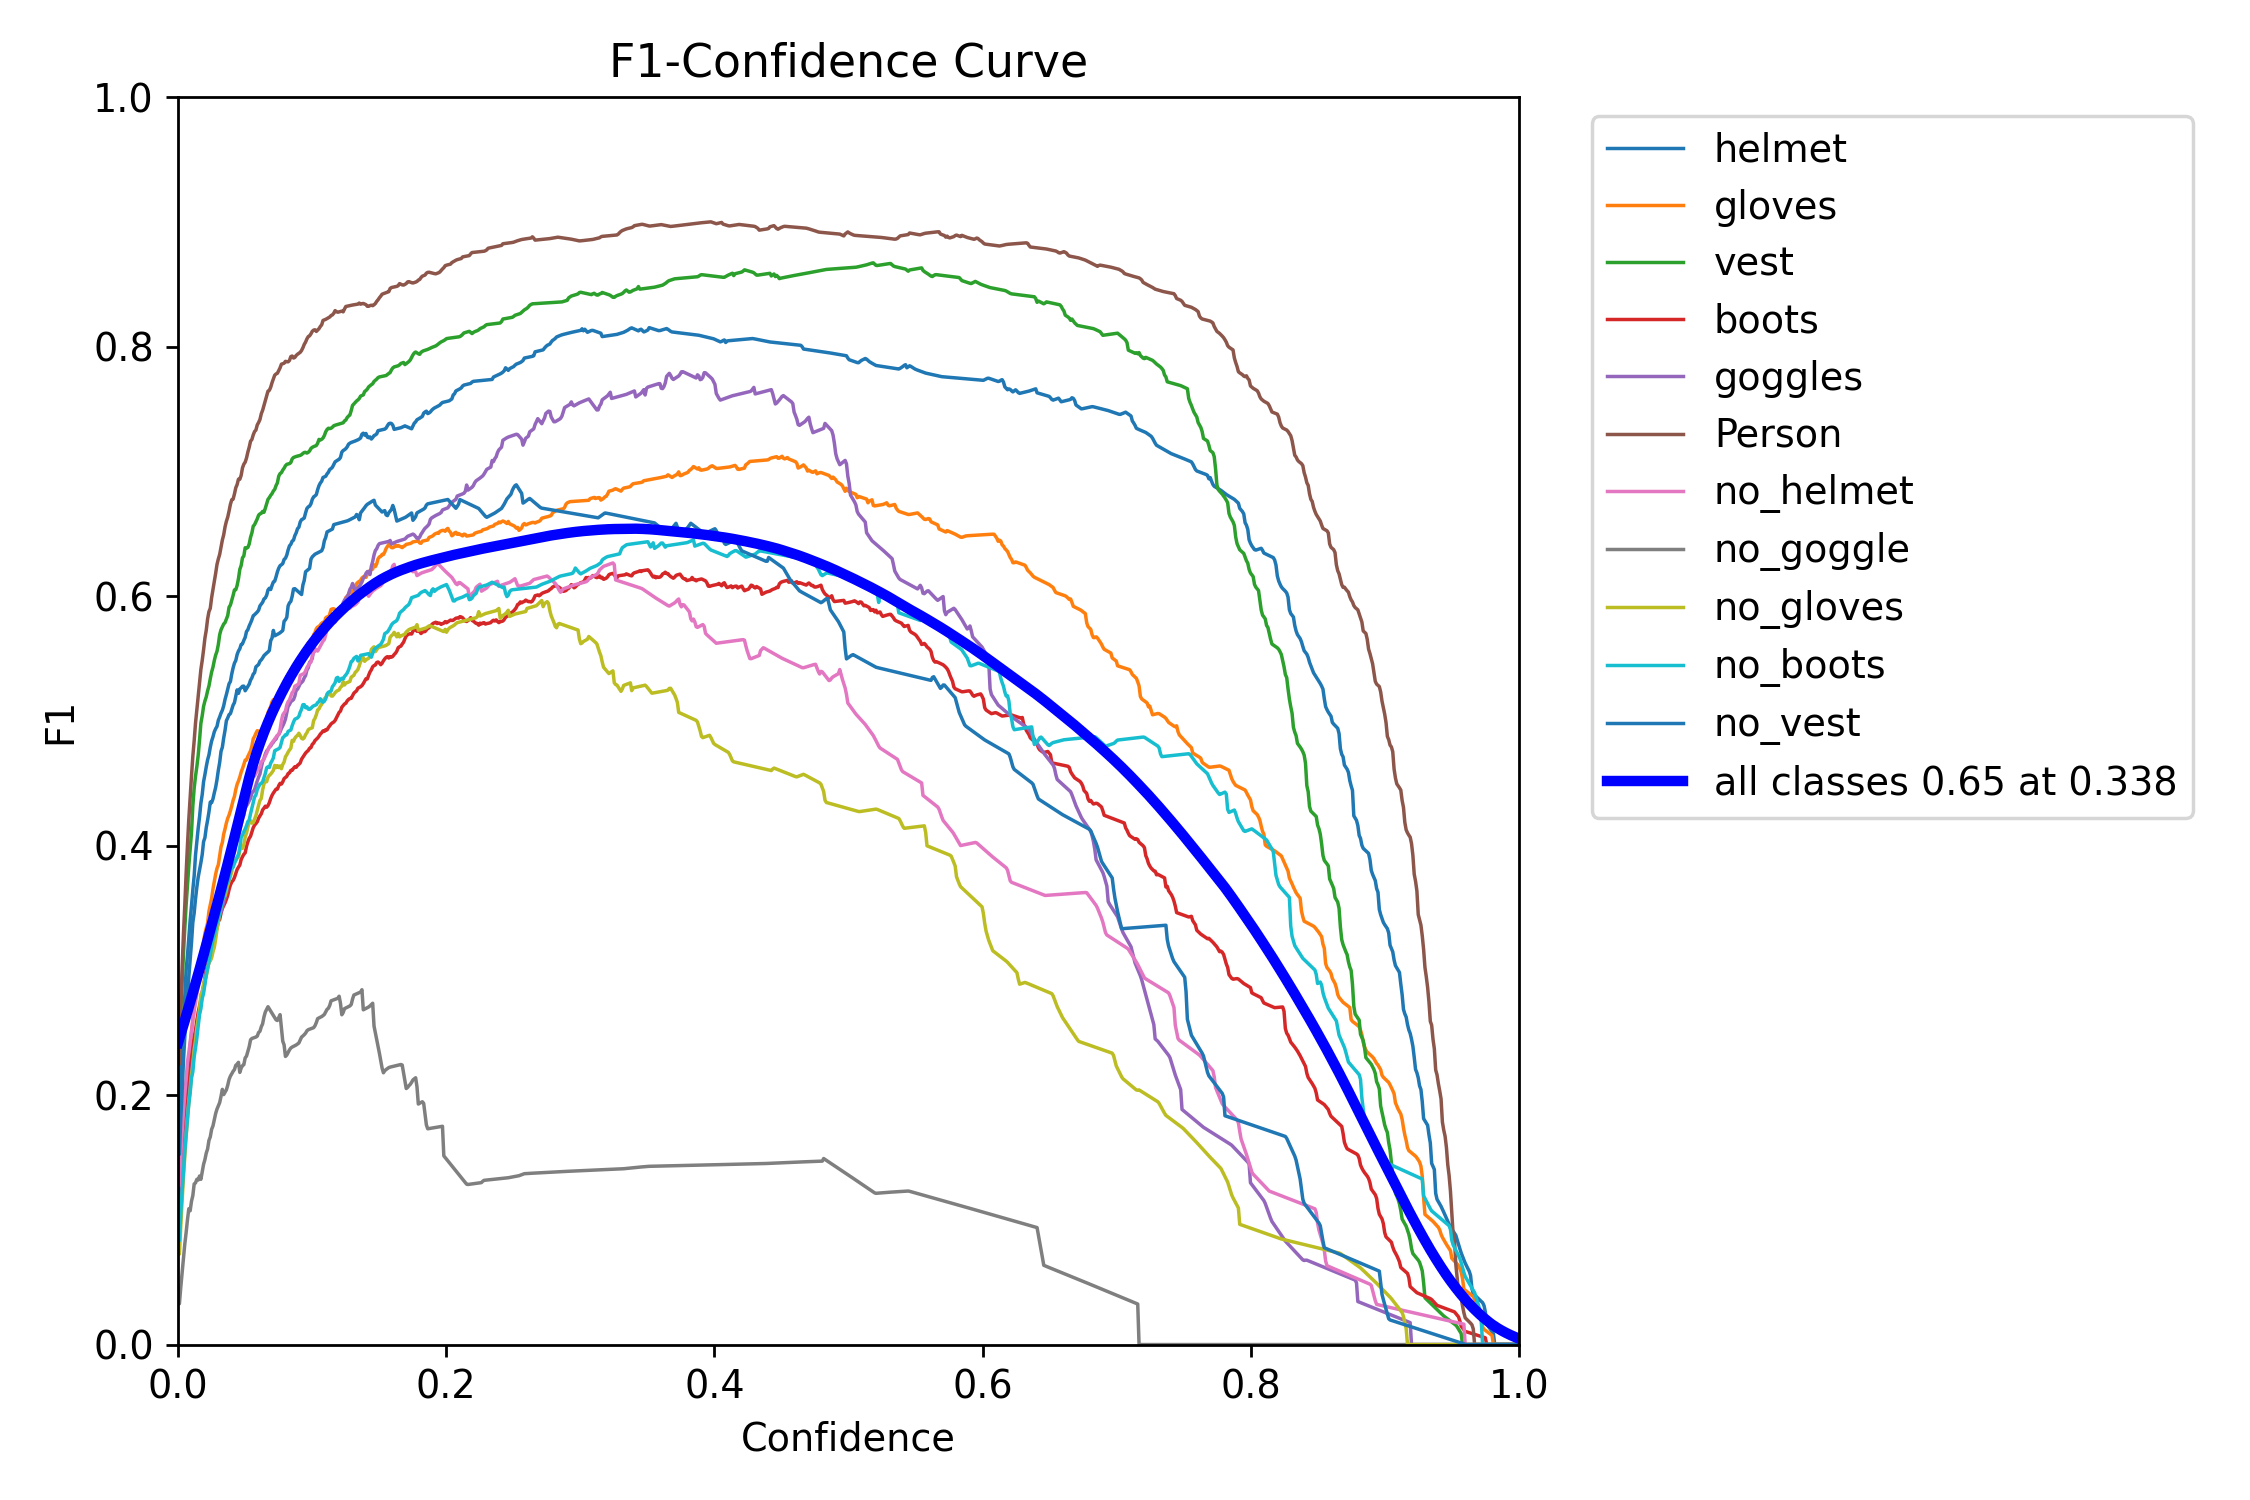 F1-Confidence Curve
1.0
0.8
0.6
0.4
0.2
0.0
F1
0.0 0.2 0.4 0.6 0.8 1.0
Confidence
helmet
gloves
vest
boots
goggles
Person
no_helmet
no_goggle
no_gloves
no_boots
no_vest
all classes 0.65 at 0.338